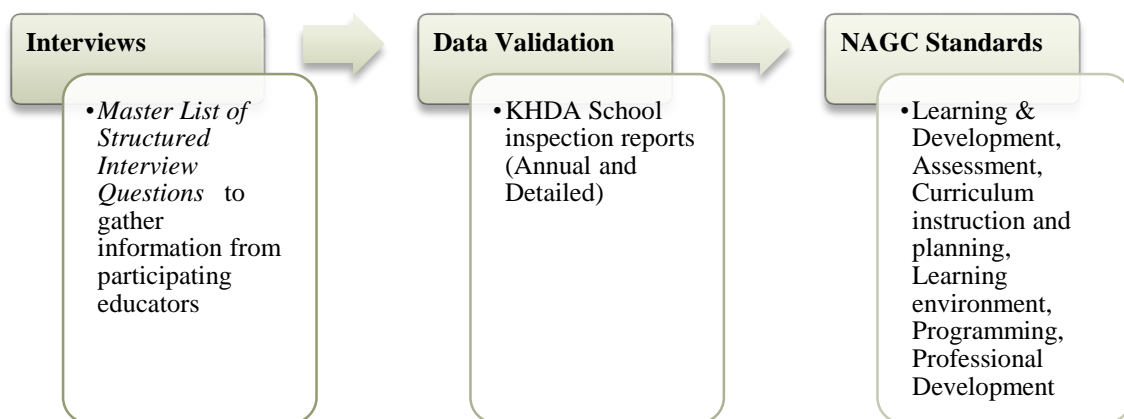 Interviews
•Master List of
Structured
Interview
Questions to
gather
information from
participating
educators
Data Validation
•KHDA School
inspection reports
(Annual and
Detailed)
NAGC Standards
•Learning &
Development,
Assessment,
Curriculum
instruction and
planning,
Learning
environment,
Programming,
Professional
Development